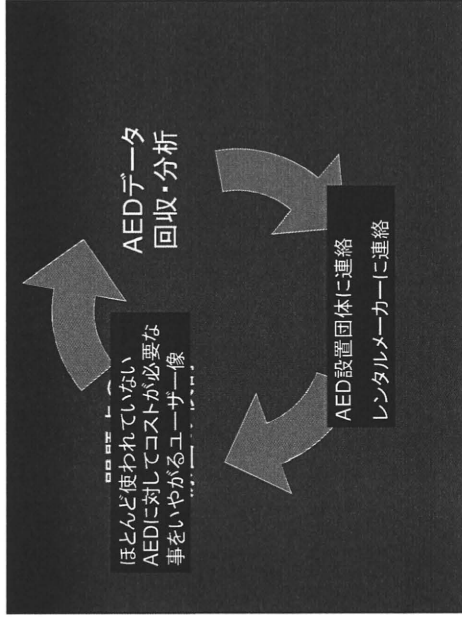 AEDデータ
回収・分析
AED設置団体に連絡
レンタルメーカーに連絡
ほとんど使われていない
AEDに対してコストが必要な
事をいやがるユーザー像